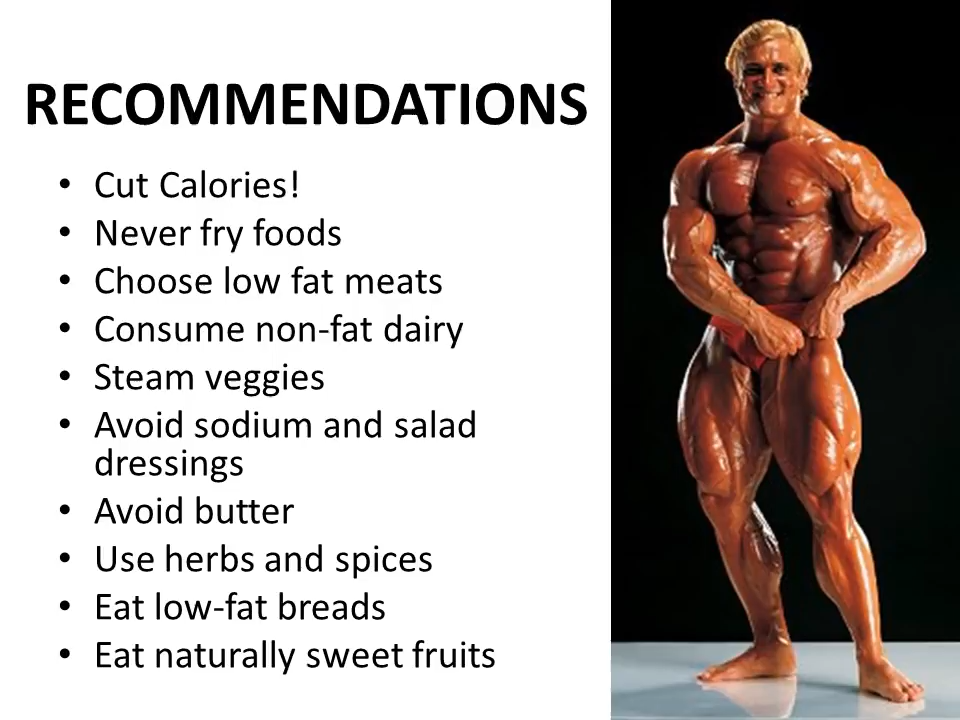 RECOMMENDATIONS
• Cut Calories!
• Never fry foods
• Choose low fat meats
• Consume non-fat dairy
• Steam veggies
• Avoid sodium and salad
dressings
• Avoid butter
• Use herbs and spices
• Eat low-fat breads
• Eat naturally sweet fruits